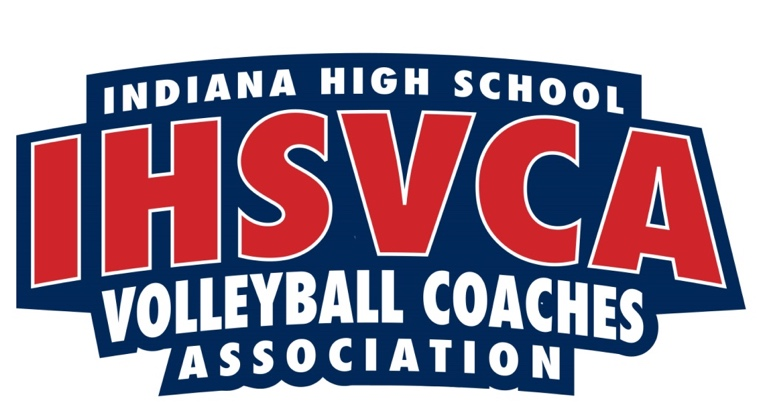 INDIANA HIGH SCHOOL
IHSVCA
VOLLEYBALL COACHES
ASSOCIATION